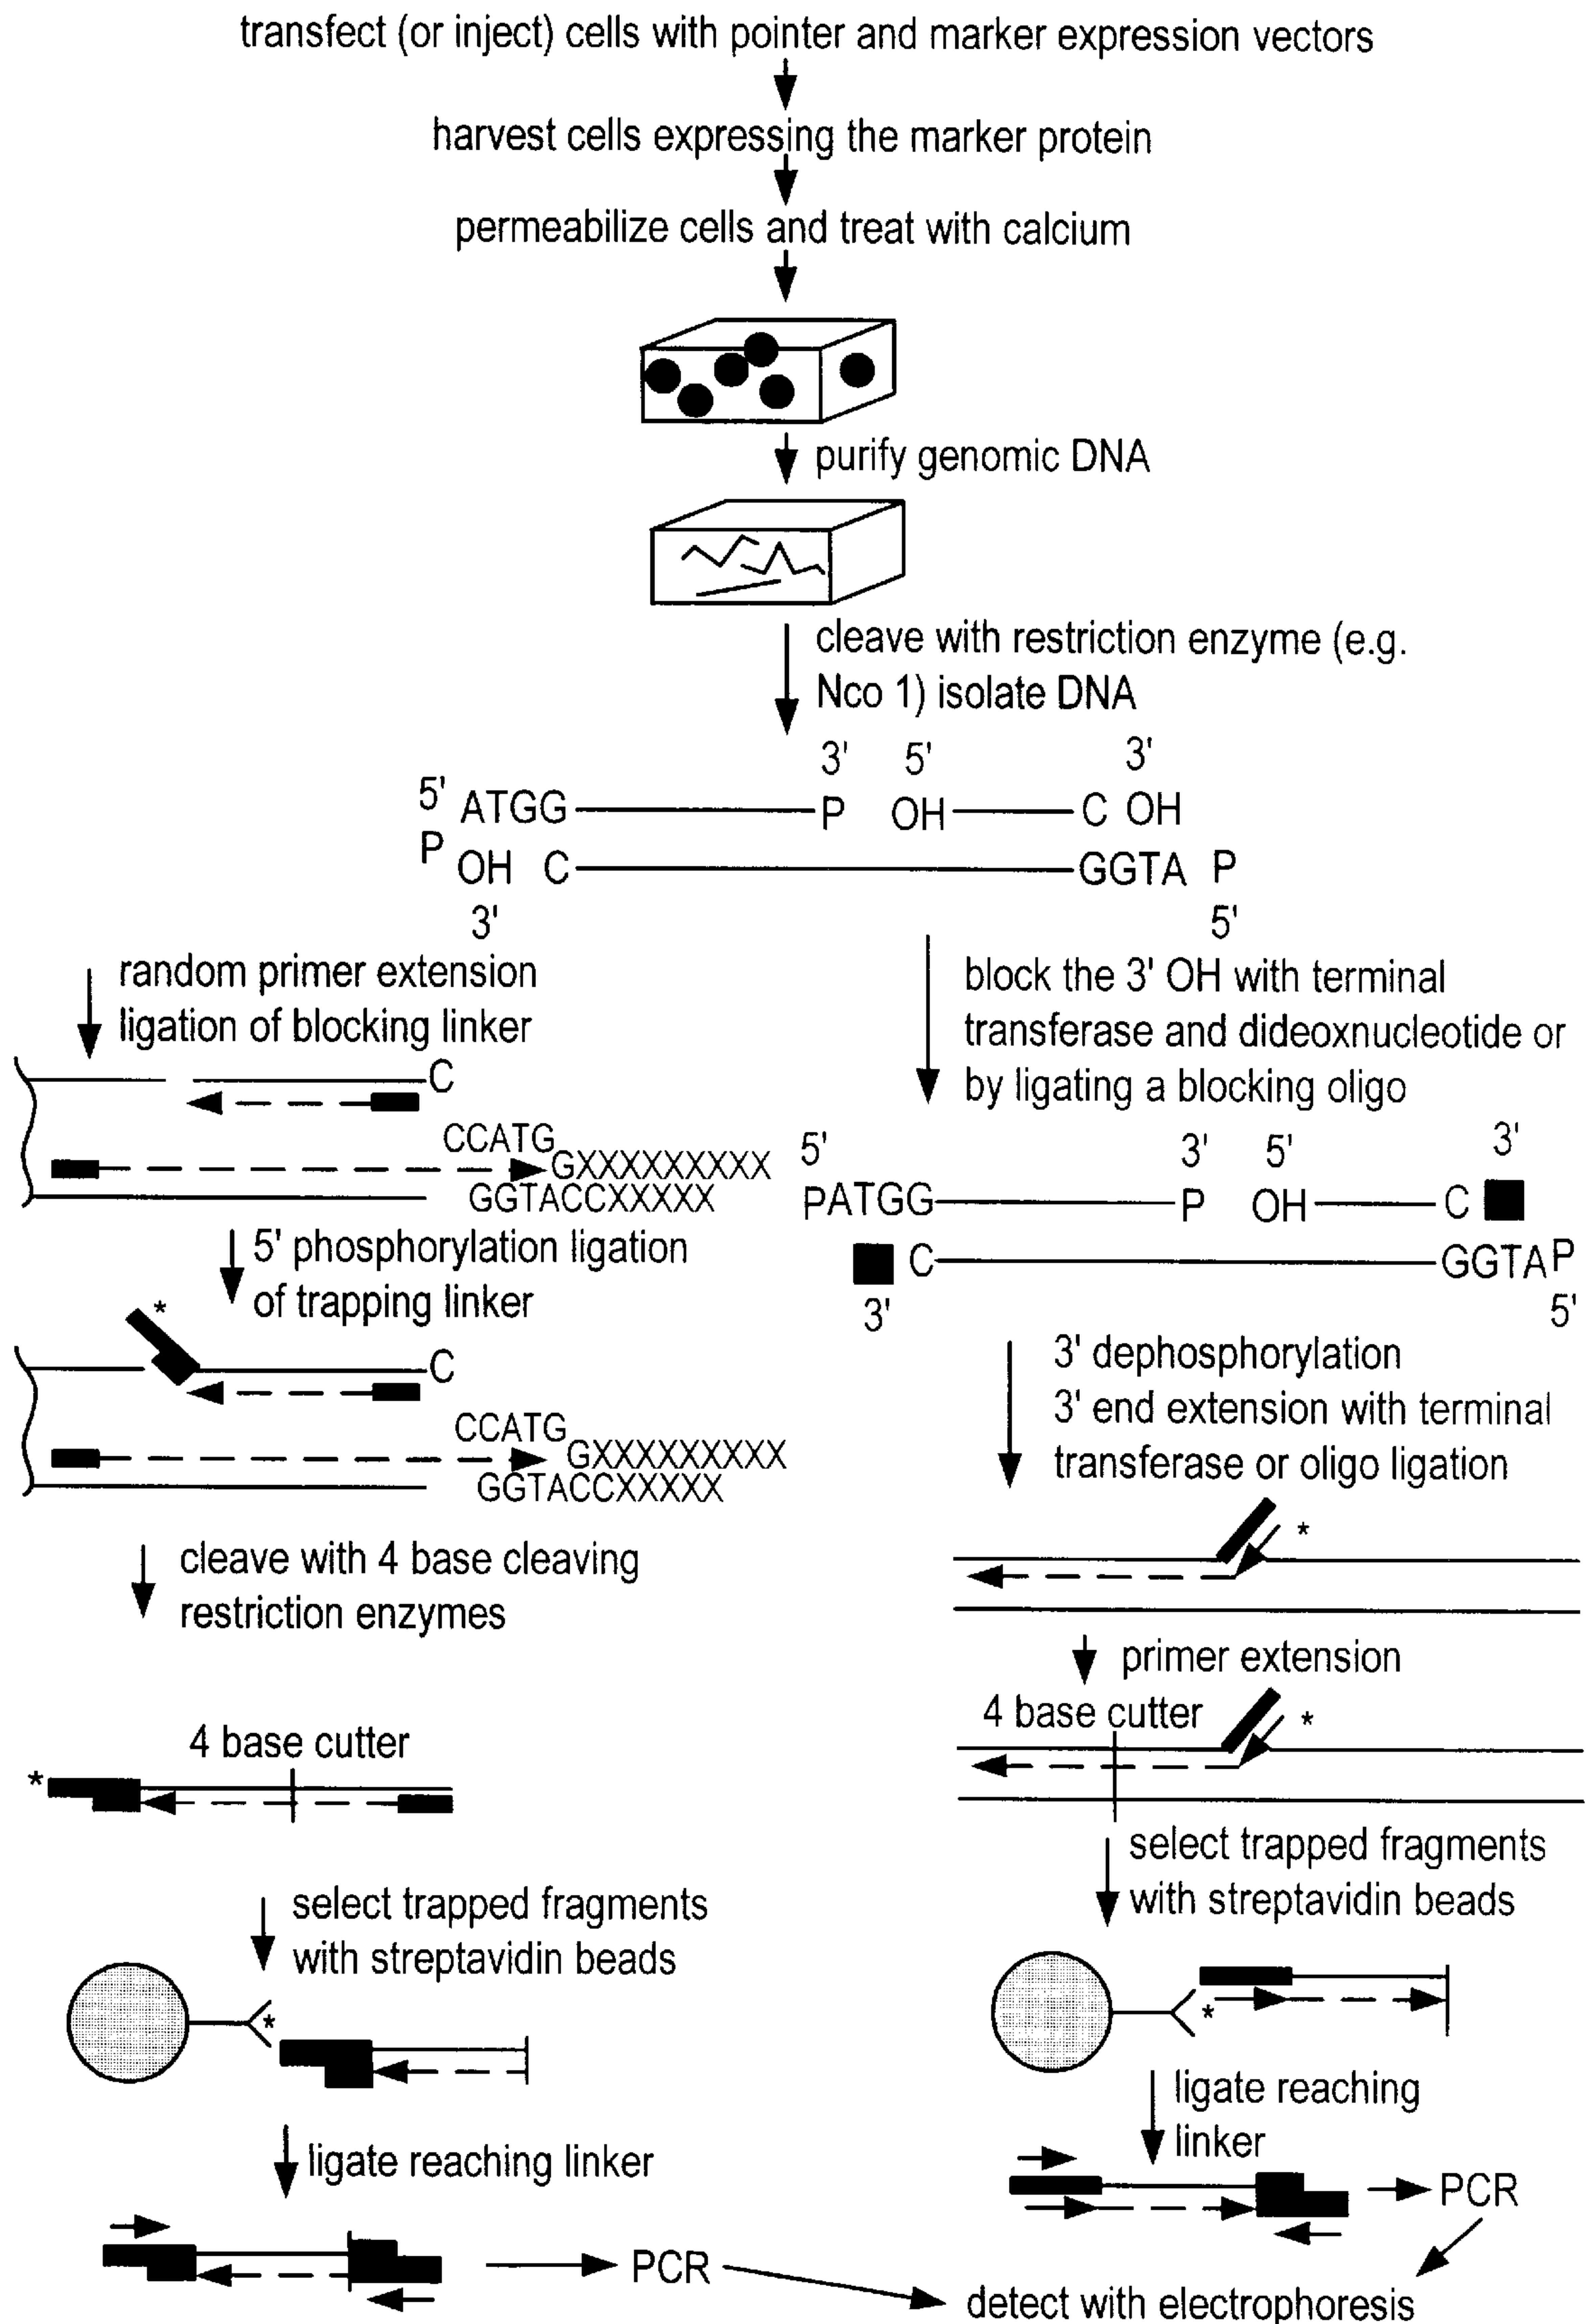 transfect (or inject) cells with pointer and marker expression vectors
harvest cells expressing the marker protein
permeabilize cells and treat with calcium
purify genomic DNA
cleave with restriction enzyme (e.g.
Nco 1) isolate DNA
3' 5' 3'
5' ATGG P OH C OH
P OH C GGTA P
3' 5'
random primer extension
ligation of blocking linker
C
CCATG
GXXXXXXXXX
GGTACCXXXXX
5' phosphorylation ligation
of trapping linker
*
C
CCATG
GXXXXXXXXX
GGTACCXXXXX
cleave with 4 base cleaving
restriction enzymes
4 base cutter
*
select trapped fragments
with streptavidin beads
*
ligate reaching linker
PCR
block the 3' OH with terminal
transferase and dideoxnucleotide or
by ligating a blocking oligo
5' 3' 5' 3'
PATGG P OH C
C GGTA P
3' 5'
3' dephosphorylation
3' end extension with terminal
transferase or oligo ligation
*
primer extension
4 base cutter
*
select trapped fragments
with streptavidin beads
*
ligate reaching
linker
PCR
detect with electrophoresis